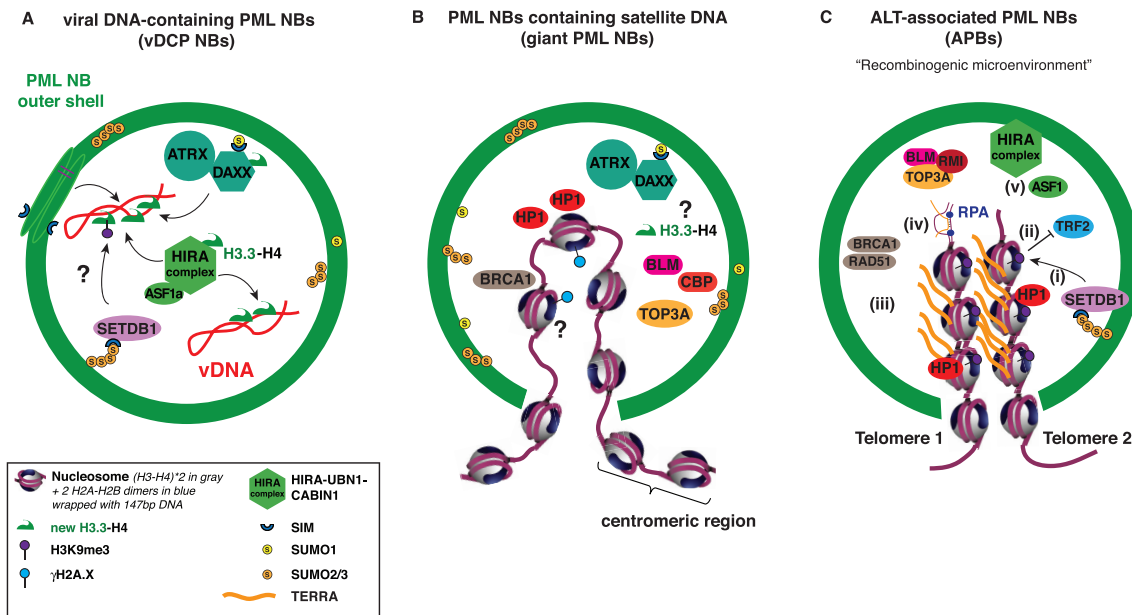 A
viral DNA-containing PML NBs
(vDCP NBs)
PML NB
outer shell
S S S S
S
ATRX
DAXX
H3.3-H4
HIRA
complex
ASF1a
?
SETDB1
S
S S
S S S
S S S
vDNA
B
PML NBs containing satellite DNA
(giant PML NBs)
S S S S
S
ATRX
DAXX
?
HP1
HP1
H3.3-H4
S
S S S
BRCA1
BLM
CBP
TOP3A
S
S S S
?
S
S S S
centromeric region
C
ALT-associated PML NBs
(APBs)
“Recombinogenic microenvironment”
HIRA
complex
BLM
RMI
TOP3A
(v)
ASF1
(iv)
RPA
(ii)
TRF2
BRCA1
RAD51
(i)
(iii)
HP1
SETDB1
S S S S
HP1
Telomere 1
Telomere 2
Nucleosome (H3-H4)*2 in gray
+ 2 H2A-H2B dimers in blue
wrapped with 147bp DNA
new H3.3-H4
H3K9me3
γH2A.X
HIRA
complex
HIRA-UBN1-
CABIN1
SIM
S
SUMO1
S
SUMO2/3
TERRA